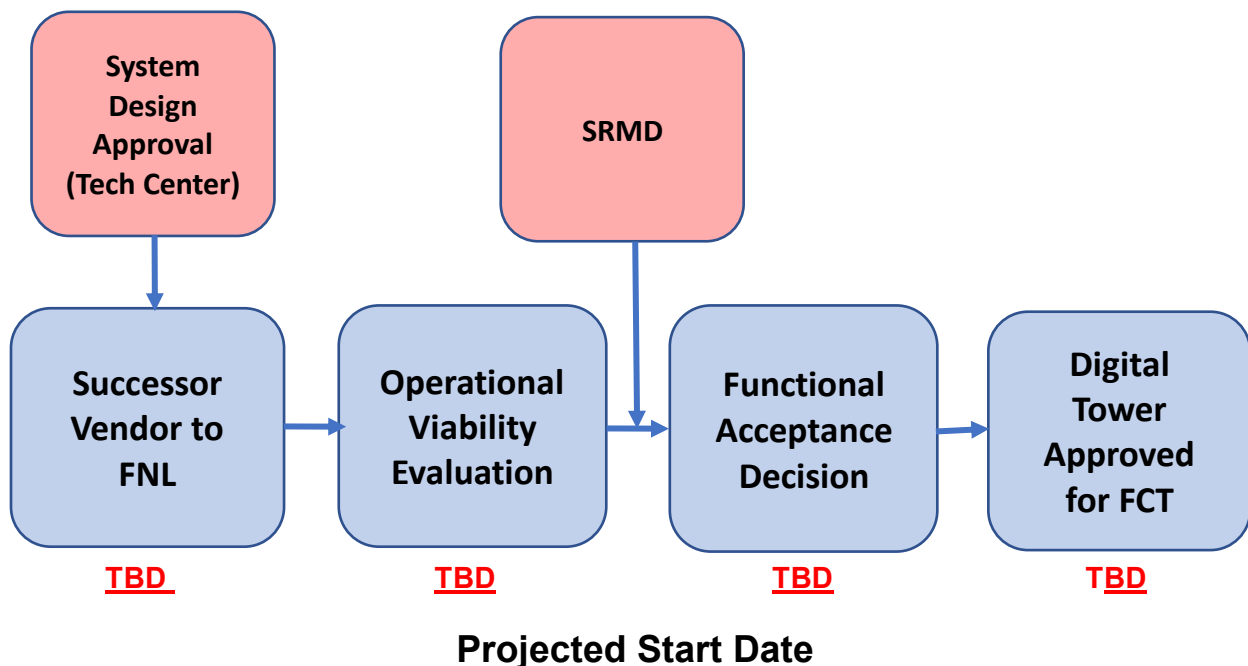 System
Design
Approval
(Tech Center)
SRMD
Successor
Vendor to
FNL
Operational
Viability
Evaluation
Functional
Acceptance
Decision
Digital
Tower
Approved
for FCT
TBD
TBD
TBD
TBD
Projected Start Date